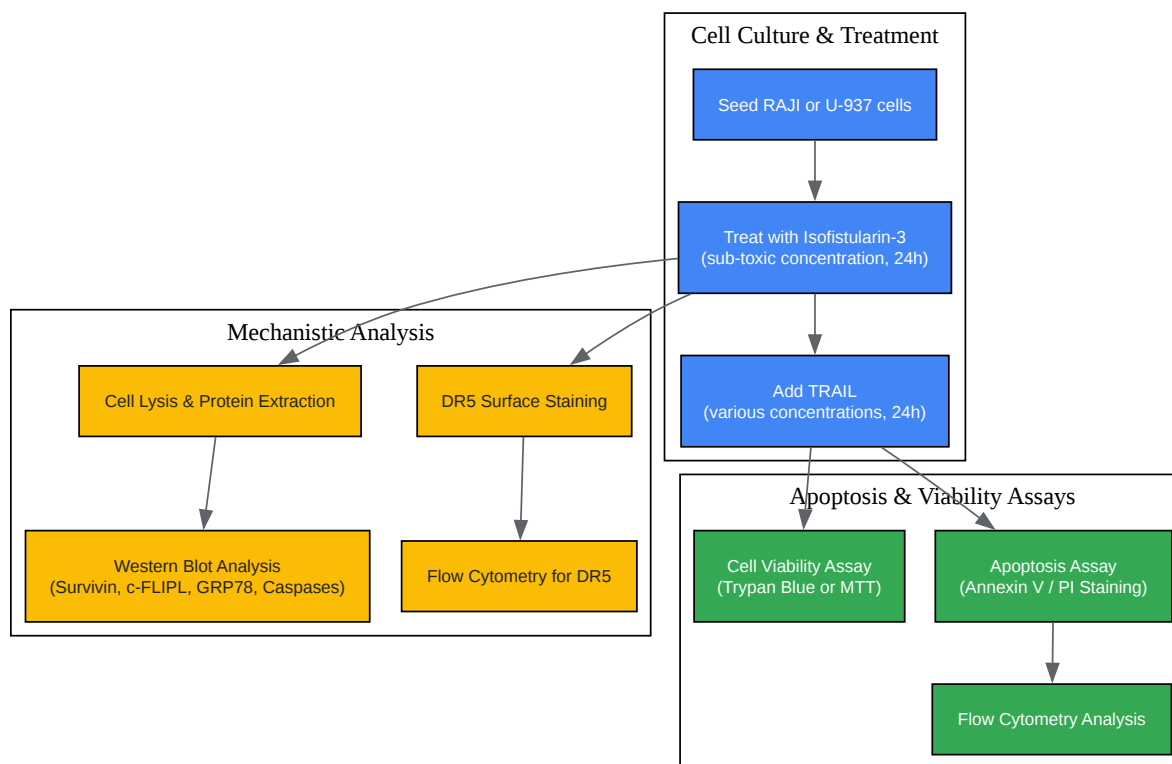 Cell Culture & Treatment
Seed RAJI or U-937 cells
Treat with Isofistularin-3
(sub-toxic concentration, 24h)
Add TRAIL
(various concentrations, 24h)
Mechanistic Analysis
Cell Lysis & Protein Extraction
DR5 Surface Staining
Western Blot Analysis
(Survivin, c-FLIPL, GRP78, Caspases)
Flow Cytometry for DR5
Apoptosis & Viability Assays
Cell Viability Assay
(Trypan Blue or MTT)
Apoptosis Assay
(Annexin V / PI Staining)
Flow Cytometry Analysis